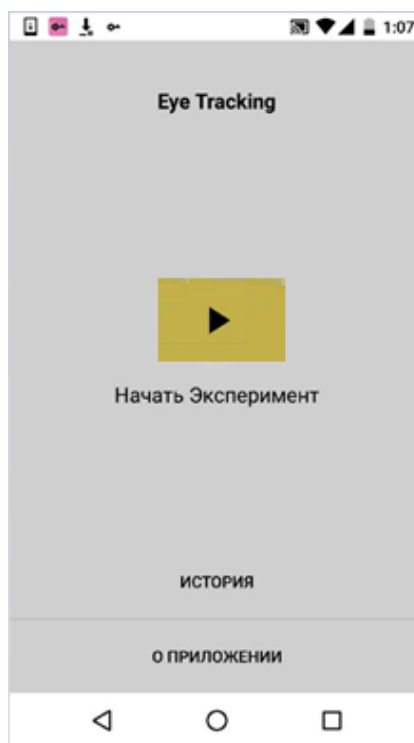 1:07
Eye Tracking
Начать Эксперимент
ИСТОРИЯ
О ПРИЛОЖЕНИИ